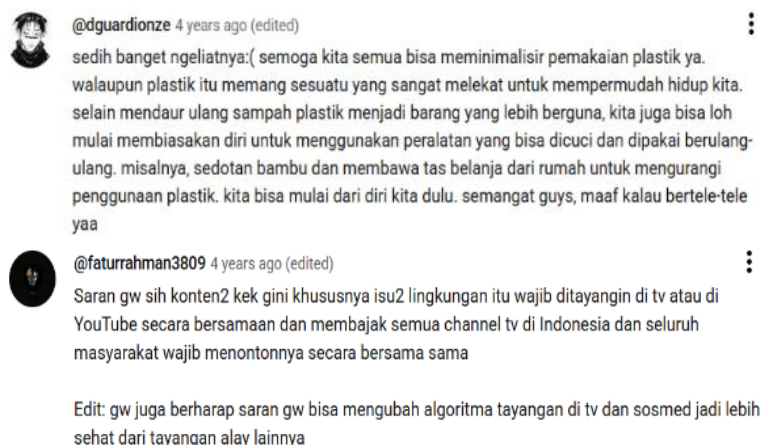 @dguardionze 4 years ago (edited)
sedih banget ngeliatnya:( semoga kita semua bisa meminimalisir pemakaian plastik ya.
walaupun plastik itu memang sesuatu yang sangat melekat untuk mempermudah hidup kita.
selain mendaur ulang sampah plastik menjadi barang yang lebih berguna, kita juga bisa loh
mulai membiasakan diri untuk menggunakan peralatan yang bisa dicuci dan dipakai berulang-
ulang. misalnya, sedotan bambu dan membawa tas belanja dari rumah untuk mengurangi
penggunaan plastik. kita bisa mulai dari diri kita dulu. semangat guys, maaf kalau bertele-tele
yaa
@faturrahman3809 4 years ago (edited)
Saran gw sih konten2 kek gini khususnya isu2 lingkungan itu wajib ditayangin di tv atau di
YouTube secara bersamaan dan membajak semua channel tv di Indonesia dan seluruh
masyarakat wajib menontonnya secara bersama sama
Edit: gw juga berharap saran gw bisa mengubah algoritma tayangan di tv dan sosmed jadi lebih
sehat dari tayangan alay lainnya